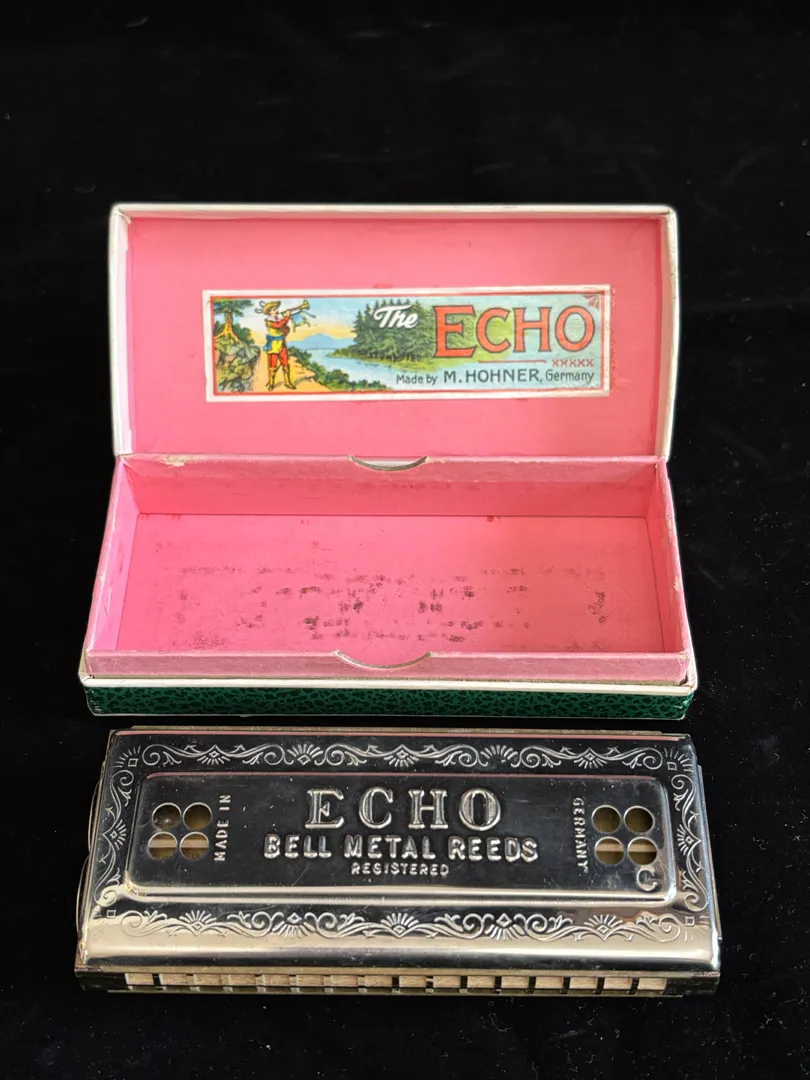 The ECHO
xxxxx
Made by M. HOHNER, Germany
MADE IN
ECHO
GERMANY
BELL METAL REEDS
REGISTERED
C